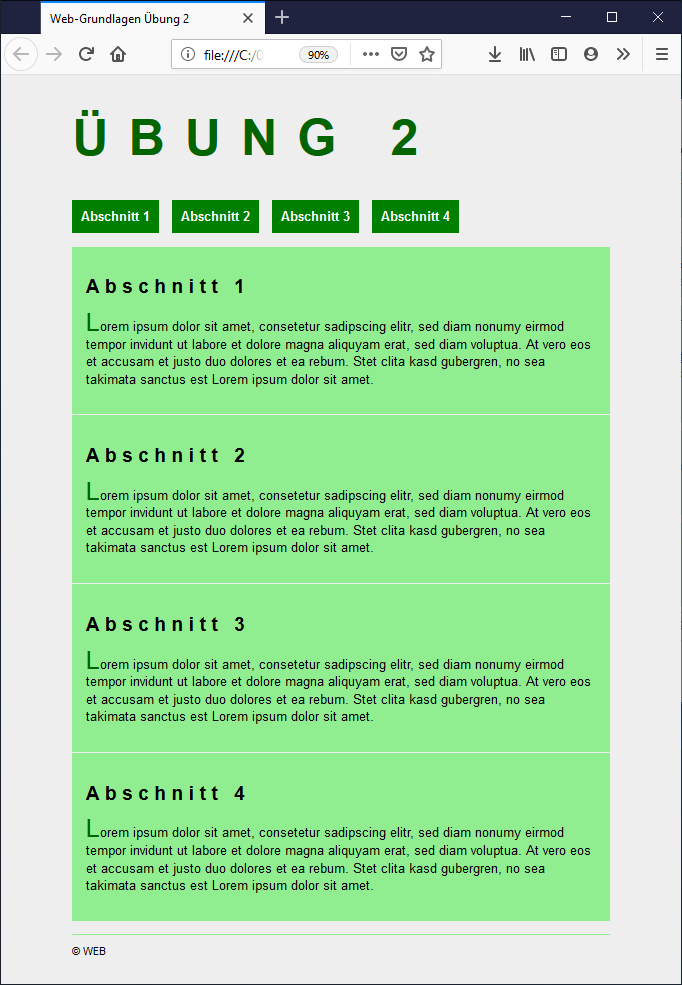 Web-Grundlagen Übung 2
file:///C:/0
90%
ÜBUNG 2
Abschnitt 1
Abschnitt 2
Abschnitt 3
Abschnitt 4
Abschnitt 1
Lorem ipsum dolor sit amet, consetetur sadipscing elitr, sed diam nonumy eirmod
tempor invidunt ut labore et dolore magna aliquyam erat, sed diam voluptua. At vero eos
et accusam et justo duo dolores et ea rebum. Stet clita kasd gubergren, no sea
takimata sanctus est Lorem ipsum dolor sit amet.
Abschnitt 2
Lorem ipsum dolor sit amet, consetetur sadipscing elitr, sed diam nonumy eirmod
tempor invidunt ut labore et dolore magna aliquyam erat, sed diam voluptua. At vero eos
et accusam et justo duo dolores et ea rebum. Stet clita kasd gubergren, no sea
takimata sanctus est Lorem ipsum dolor sit amet.
Abschnitt 3
Lorem ipsum dolor sit amet, consetetur sadipscing elitr, sed diam nonumy eirmod
tempor invidunt ut labore et dolore magna aliquyam erat, sed diam voluptua. At vero eos
et accusam et justo duo dolores et ea rebum. Stet clita kasd gubergren, no sea
takimata sanctus est Lorem ipsum dolor sit amet.
Abschnitt 4
Lorem ipsum dolor sit amet, consetetur sadipscing elitr, sed diam nonumy eirmod
tempor invidunt ut labore et dolore magna aliquyam erat, sed diam voluptua. At vero eos
et accusam et justo duo dolores et ea rebum. Stet clita kasd gubergren, no sea
takimata sanctus est Lorem ipsum dolor sit amet.
© WEB